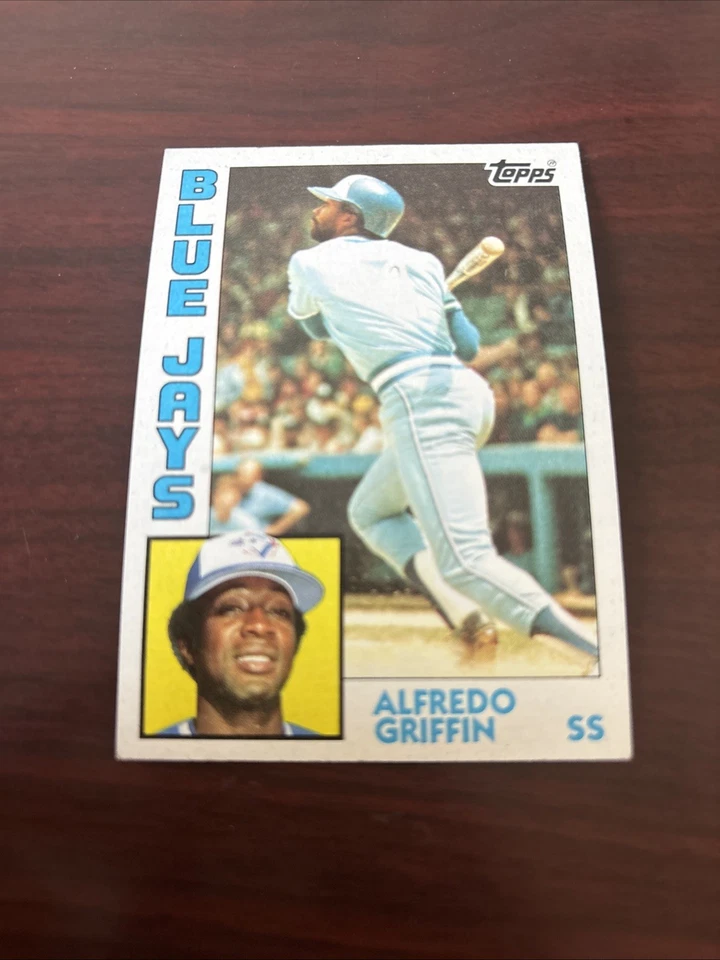 Topps
BLUE JAYS
ALFREDO
GRIFFIN
SS